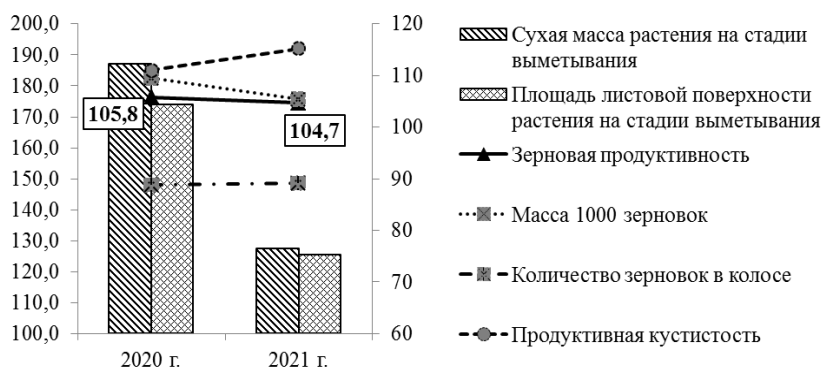 200,0
190,0
180,0
170,0
160,0
150,0
140,0
130,0
120,0
110,0
100,0
120
110
100
90
80
70
60
105,8
104,7
2020 г.
2021 г.
Сухая масса растения на стадии
выметывания
Площадь листовой поверхности
растения на стадии выметывания
Зерновая продуктивность
Масса 1000 зерновок
Количество зерновок в колосе
Продуктивная кустистость